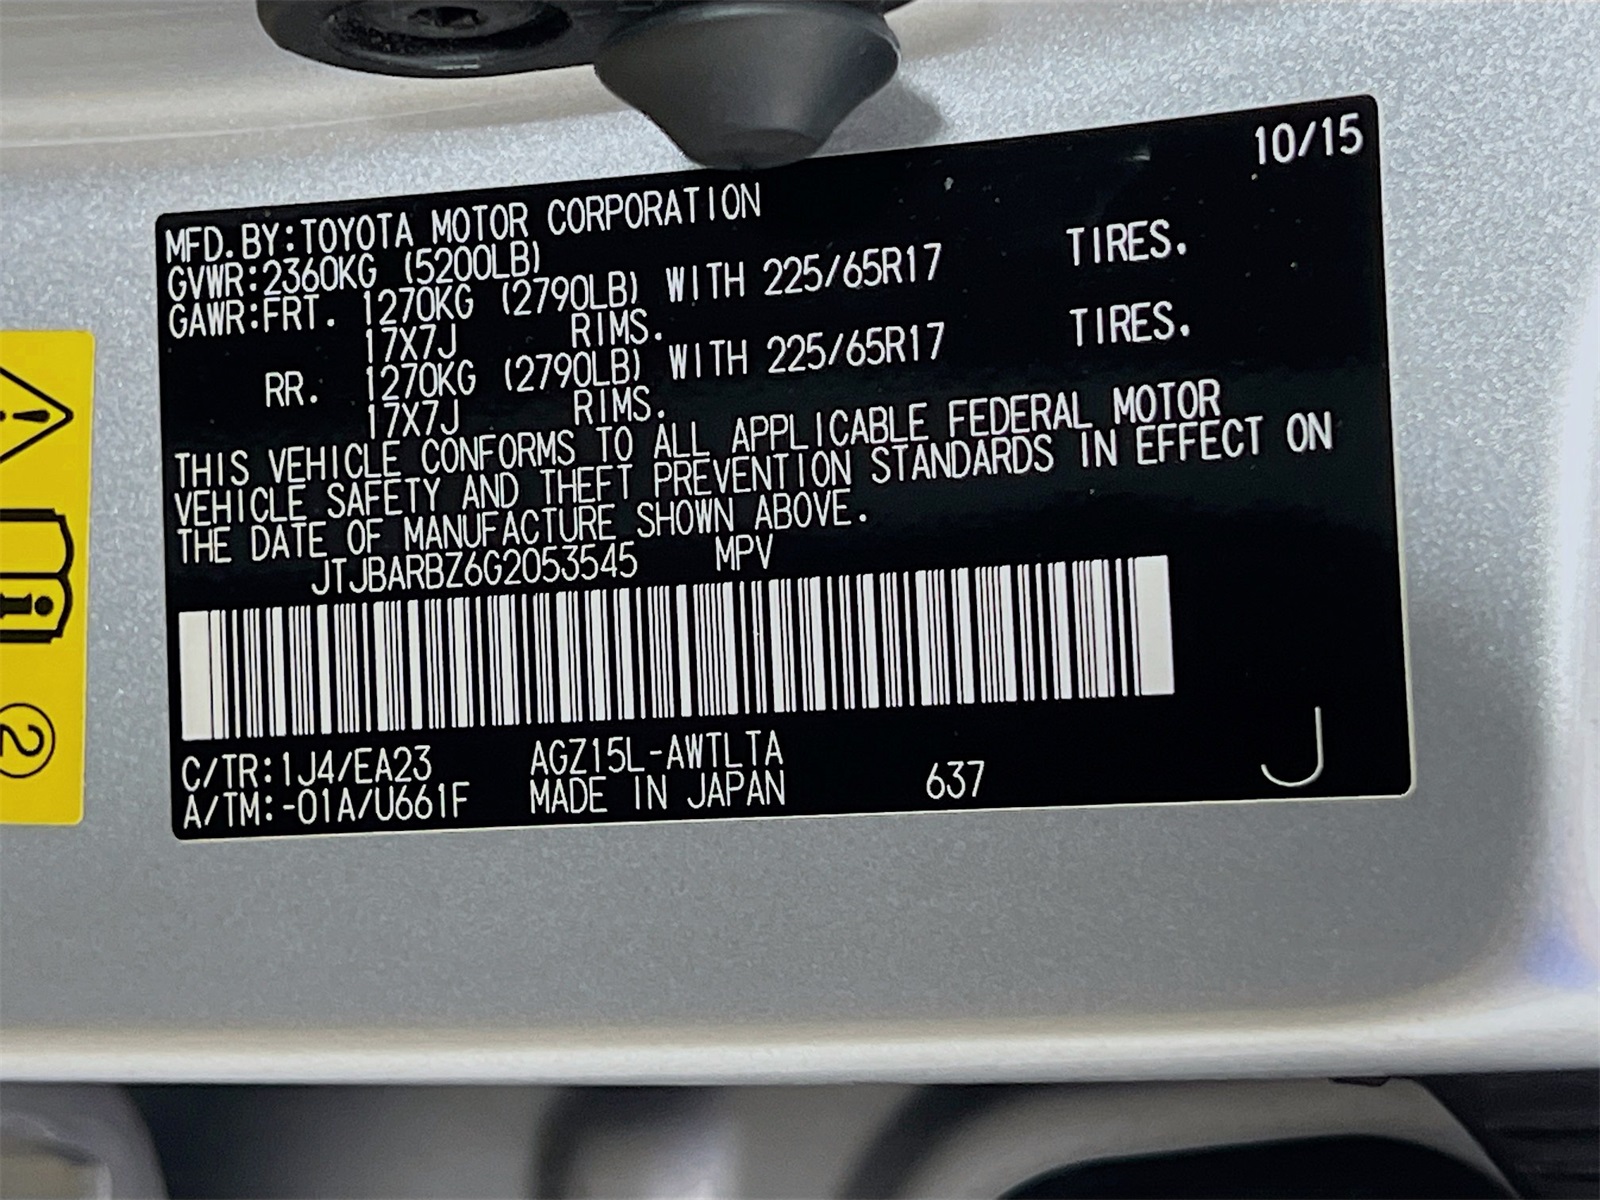 10/15
MFD.BY:TOYOTA MOTOR CORPORATION
GVWR:2360KG (5200LB)
GAWR:FRT. 1270KG (2790LB) WITH 225/65R17 TIRES.
17X7J RIMS.
RR. 1270KG (2790LB) WITH 225/65R17 TIRES.
17X7J RIMS.
THIS VEHICLE CONFORMS TO ALL APPLICABLE FEDERAL MOTOR
VEHICLE SAFETY AND THEFT PREVENTION STANDARDS IN EFFECT ON
THE DATE OF MANUFACTURE SHOWN ABOVE.
JTJBARBZ6G2053545 MPV
C/TR:1J4/EA23 AGZ15L-AWTLTA
A/TM:-01A/U661F MADE IN JAPAN 637 J
2